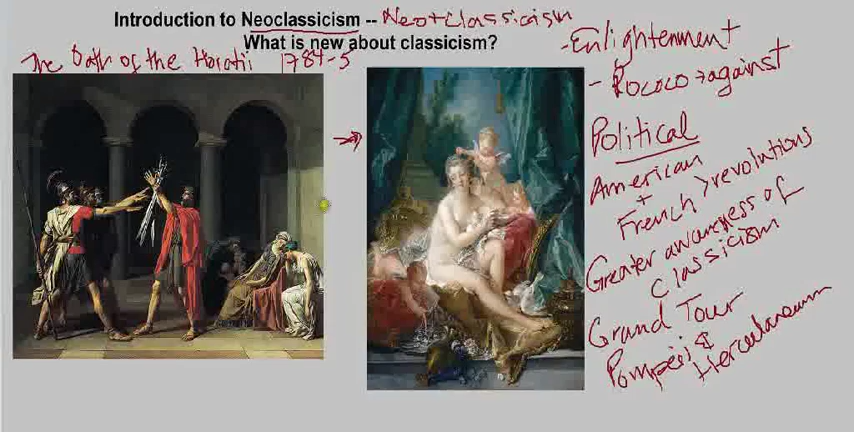 Introduction to Neoclassicism -- Neo + Classicism
What is new about classicism?
The Oath of the Horatii 1784-5
- Enlightenment
- Rococo → against
Political
American
+
French > revolutions
Greater awareness of
Classicism
Grand Tour
Pompeii &
Herculaneum